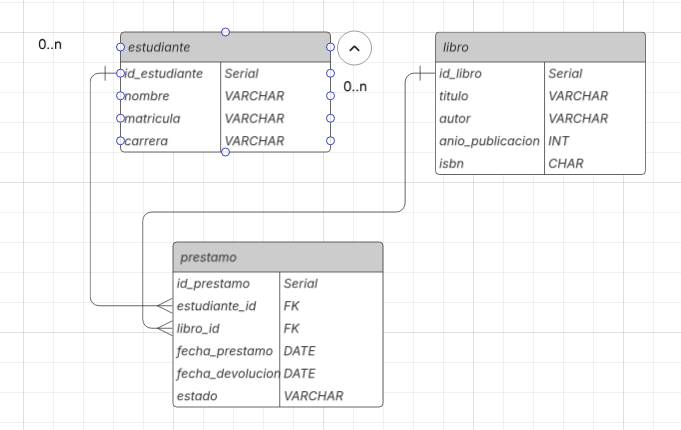 0..n
estudiante
id_estudiante Serial
nombre VARCHAR
matricula VARCHAR
carrera VARCHAR
0..n
libro
id_libro Serial
titulo VARCHAR
autor VARCHAR
anio_publicacion INT
isbn CHAR
prestamo
id_prestamo Serial
estudiante_id FK
libro_id FK
fecha_prestamo DATE
fecha_devolucion DATE
estado VARCHAR